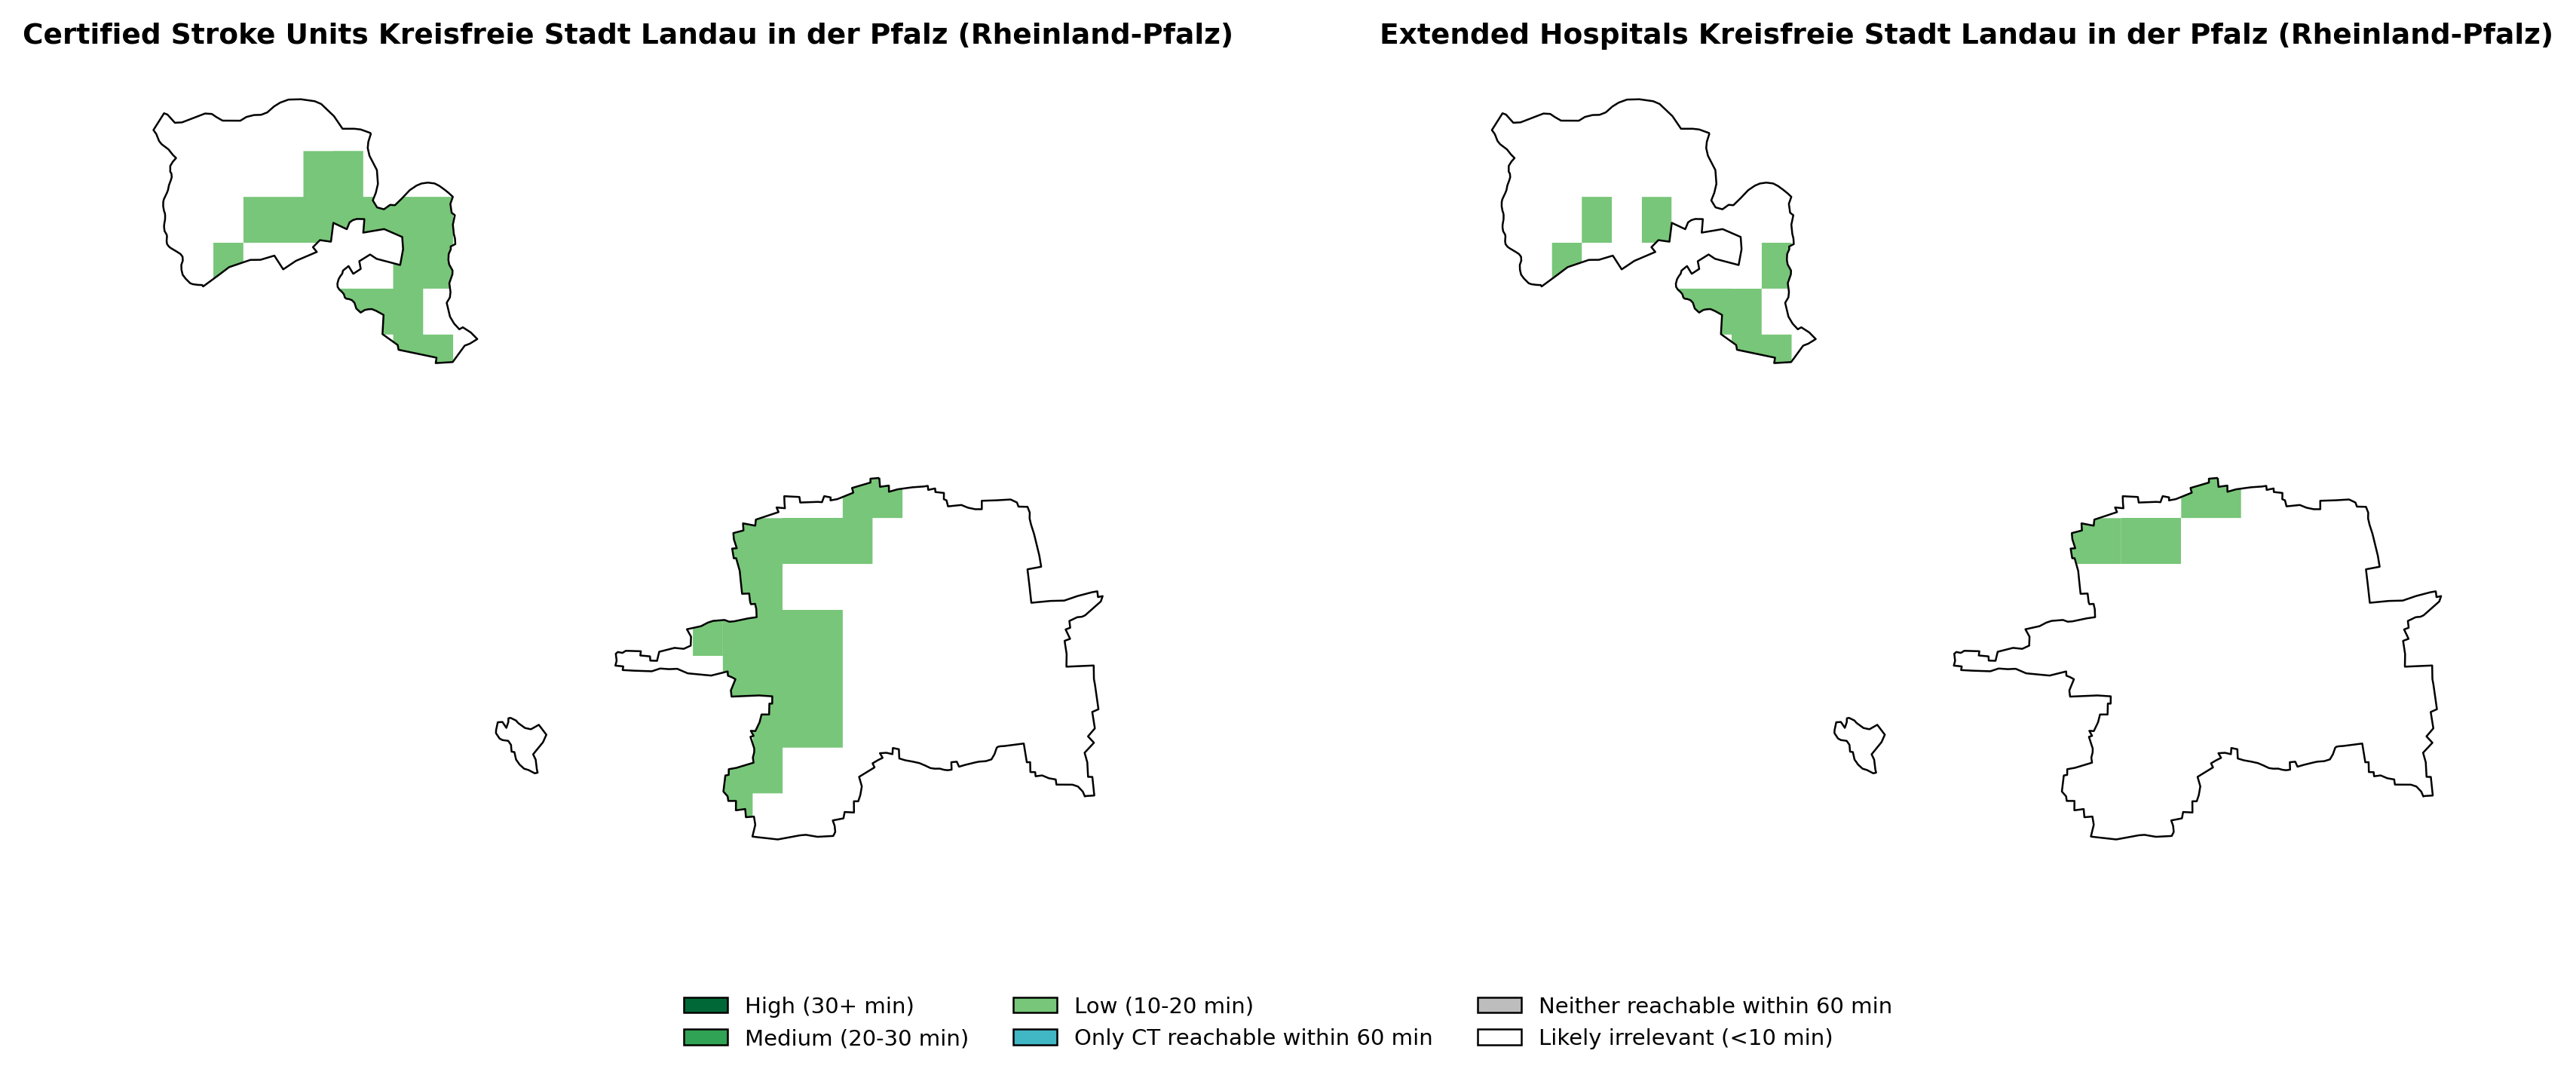 Certified Stroke Units Kreisfreie Stadt Landau in der Pfalz (Rheinland-Pfalz)
Extended Hospitals Kreisfreie Stadt Landau in der Pfalz (Rheinland-Pfalz)
High (30+ min)
Medium (20-30 min)
Low (10-20 min)
Only CT reachable within 60 min
Neither reachable within 60 min
Likely irrelevant (<10 min)